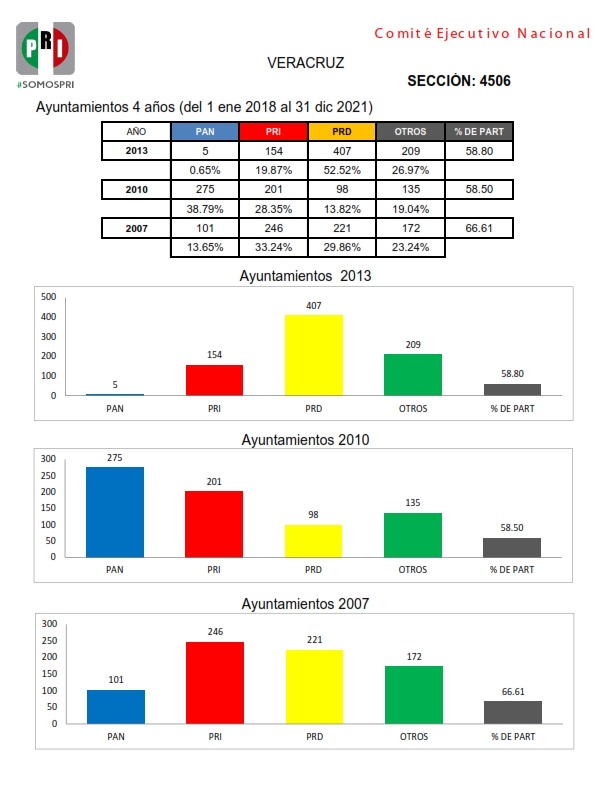 Comité Ejecutivo Nacional
PRI
#SOMOSPRI
VERACRUZ
SECCIÓN: 4506
Ayuntamientos 4 años (del 1 ene 2018 al 31 dic 2021)
AÑO PAN PRI PRD OTROS % DE PART
2013 5 154 407 209 58.80
0.65% 19.87% 52.52% 26.97%
2010 275 201 98 135 58.50
38.79% 28.35% 13.82% 19.04%
2007 101 246 221 172 66.61
13.65% 33.24% 29.86% 23.24%
Ayuntamientos 2013
500
400
300
200
100
0
5 154 407 209 58.80
PAN PRI PRD OTROS % DE PART
Ayuntamientos 2010
300
250
200
150
100
50
0
275 201 98 135 58.50
PAN PRI PRD OTROS % DE PART
Ayuntamientos 2007
300
250
200
150
100
50
0
101 246 221 172 66.61
PAN PRI PRD OTROS % DE PART